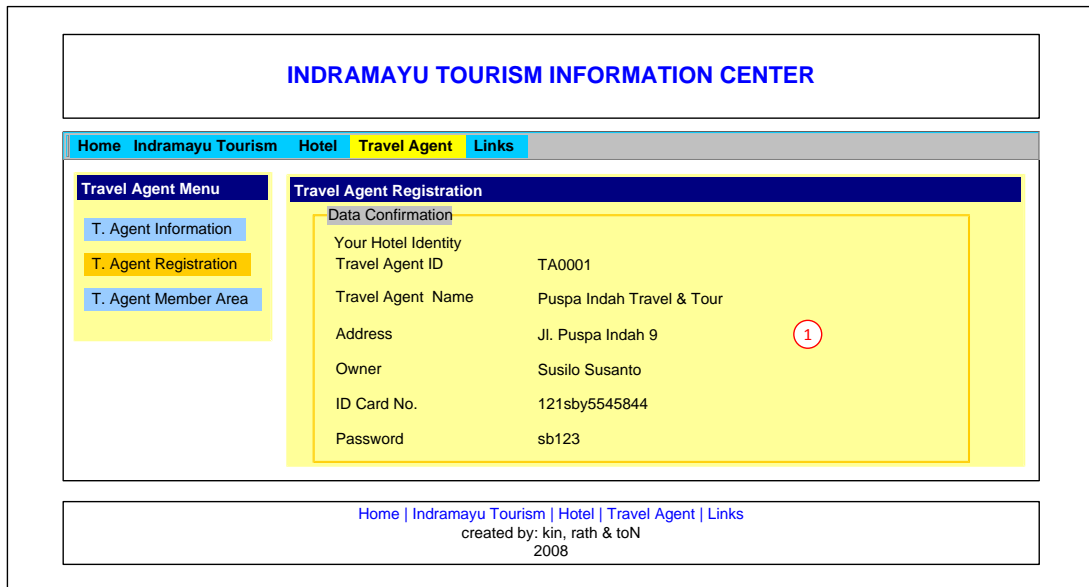 INDRAMAYU TOURISM INFORMATION CENTER
Home Indramayu Tourism Hotel Travel Agent Links
Travel Agent Menu
T. Agent Information
T. Agent Registration
T. Agent Member Area
Travel Agent Registration
Data Confirmation
Your Hotel Identity
Travel Agent ID TA0001
Travel Agent Name Puspa Indah Travel & Tour
Address Jl. Puspa Indah 9 1
Owner Susilo Susanto
ID Card No. 121sby5545844
Password sb123
Home | Indramayu Tourism | Hotel | Travel Agent | Links
created by: kin, rath & toN
2008